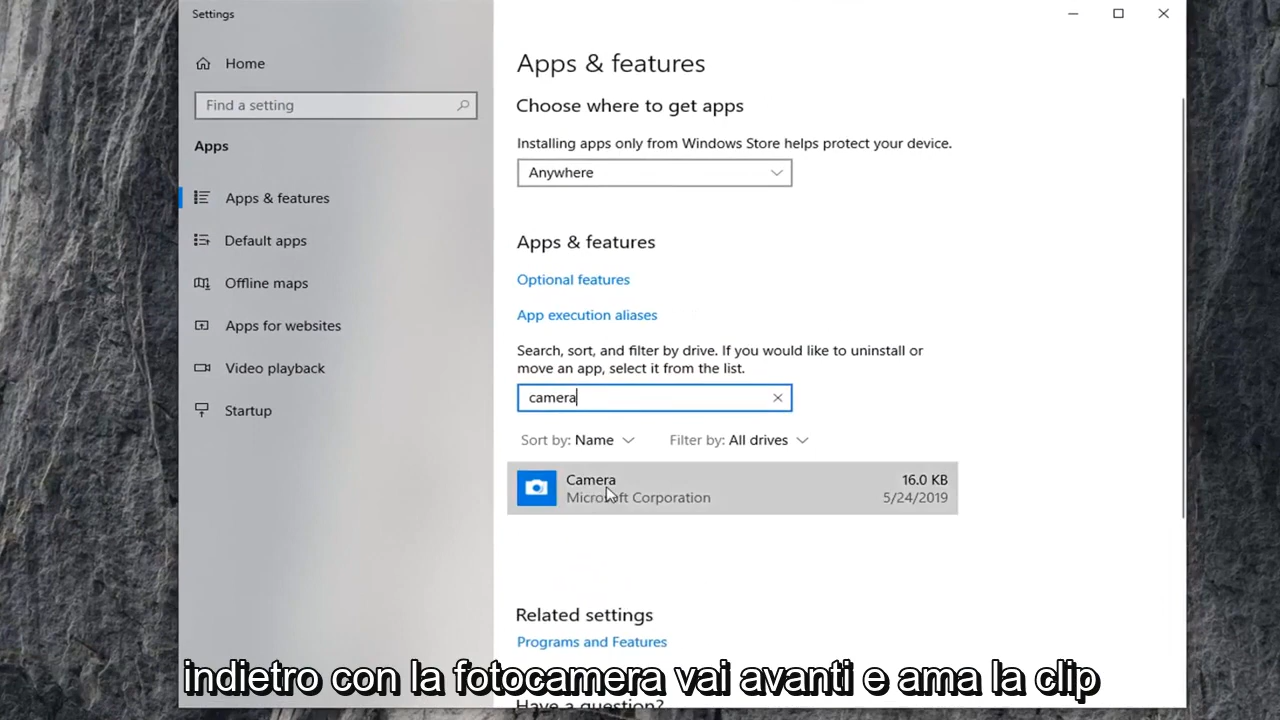 Settings
Home
Find a setting
Apps
Apps & features
Default apps
Offline maps
Apps for websites
Video playback
Startup
Apps & features
Choose where to get apps
Installing apps only from Windows Store helps protect your device.
Anywhere
Apps & features
Optional features
App execution aliases
Search, sort, and filter by drive. If you would like to uninstall or
move an app, select it from the list.
camera
Sort by: Name
Filter by: All drives
Camera 16.0 KB
Microsoft Corporation 5/24/2019
Related settings
Programs and Features
Have a question?
indietro con la fotocamera vai avanti e ama la clip